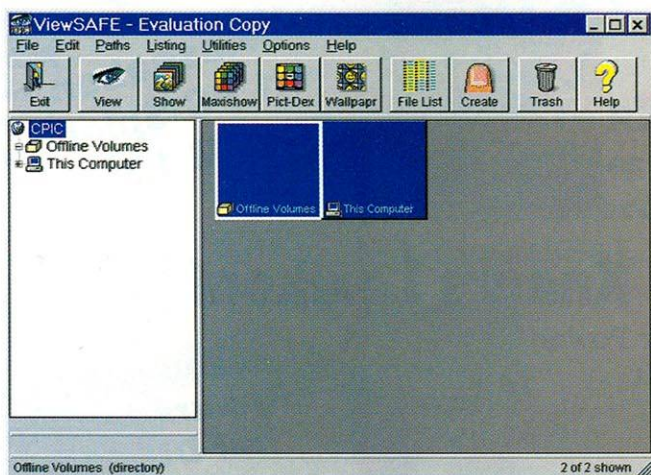 ViewSAFE - Evaluation Copy
File Edit Paths Listing Utilities Options Help
Exit View Show Maxishow Pict-Dex Wallpapr File List Create Trash Help
CPIC
Offline Volumes
This Computer
Offline Volumes This Computer
Offline Volumes (directory) 2 of 2 shown